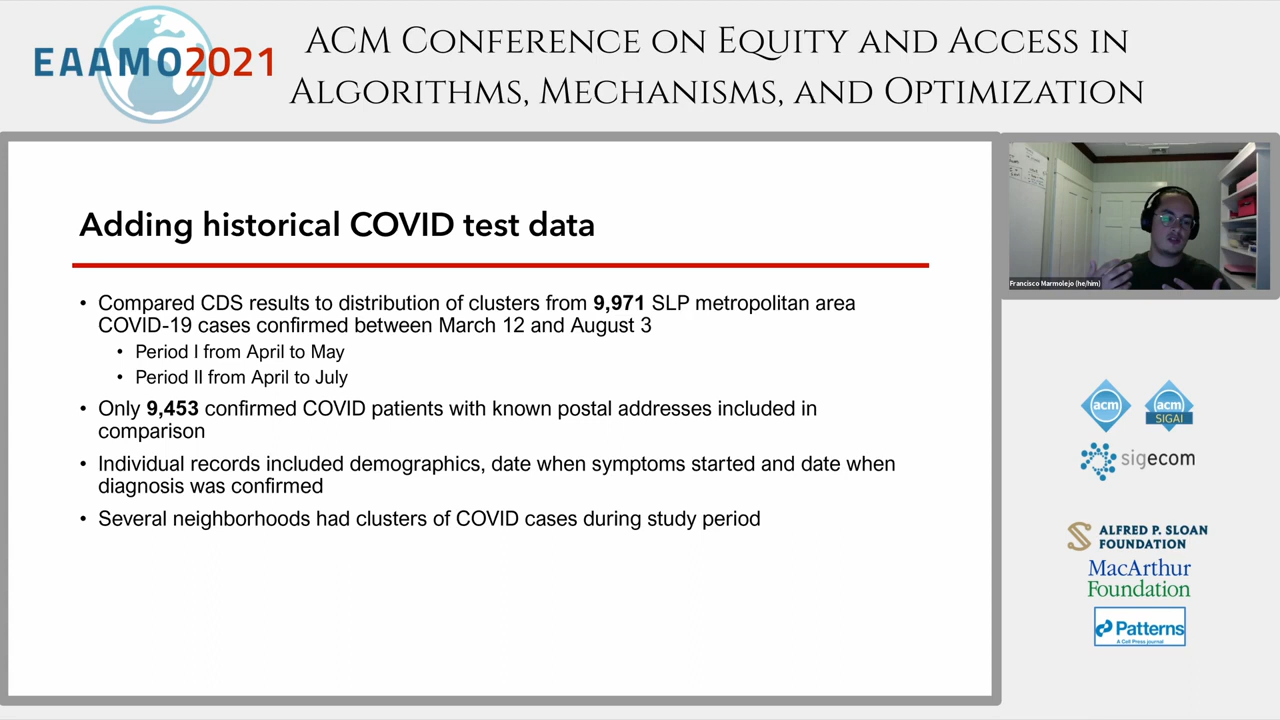 EAAMO2021
ACM Conference on Equity and Access in
Algorithms, Mechanisms, and Optimization
Adding historical COVID test data
• Compared CDS results to distribution of clusters from 9,971 SLP metropolitan area
COVID-19 cases confirmed between March 12 and August 3
• Period I from April to May
• Period II from April to July
• Only 9,453 confirmed COVID patients with known postal addresses included in
comparison
• Individual records included demographics, date when symptoms started and date when
diagnosis was confirmed
• Several neighborhoods had clusters of COVID cases during study period
Francisco Marmolejo (he/him)
acm
acm
SIGAI
sigecom
ALFRED P. SLOAN
FOUNDATION
MacArthur
Foundation
Patterns
A Cell Press journal